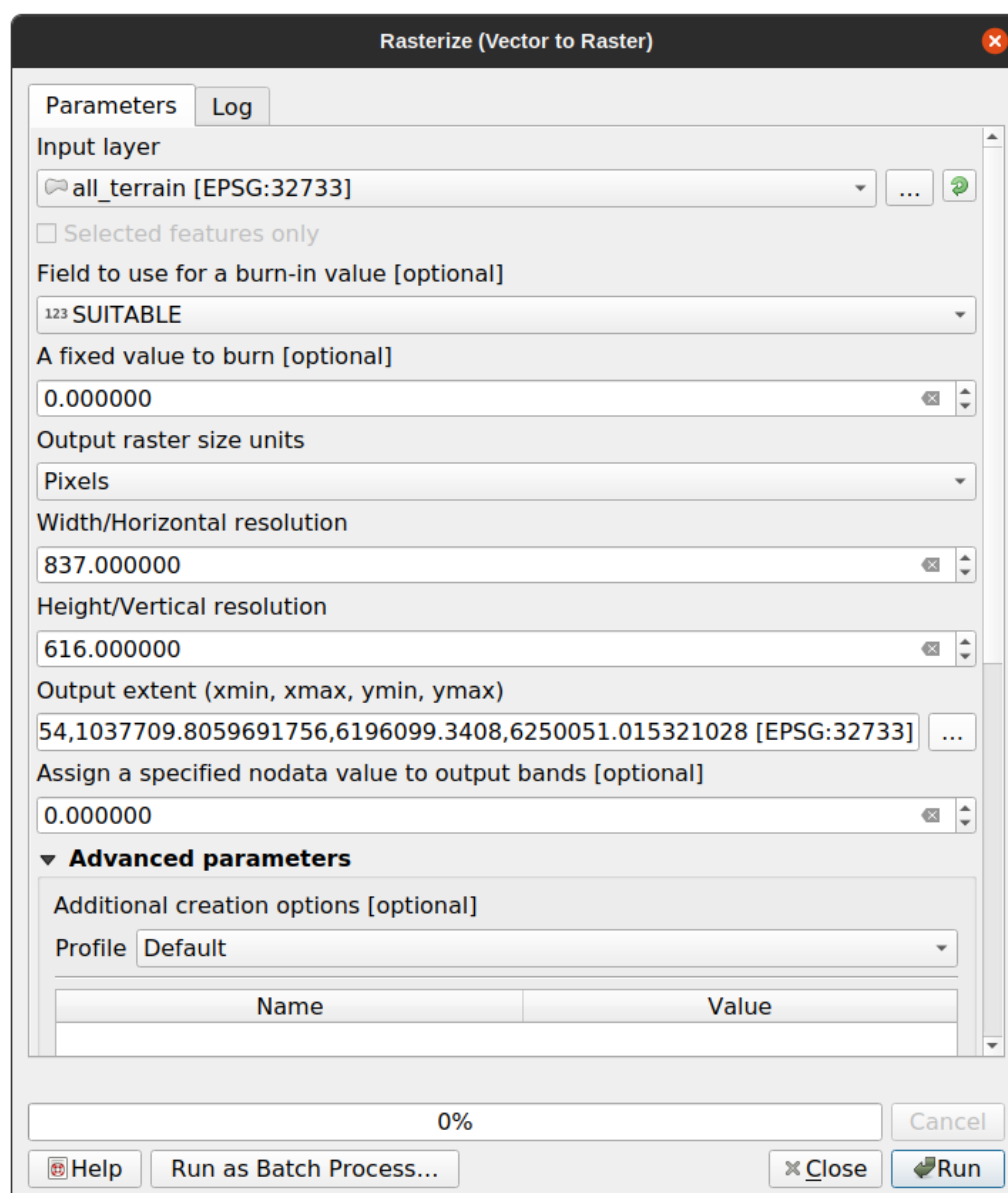 Rasterize (Vector to Raster)
Parameters Log
Input layer
all_terrain [EPSG:32733] ...
Selected features only
Field to use for a burn-in value [optional]
123 SUITABLE
A fixed value to burn [optional]
0.000000
Output raster size units
Pixels
Width/Horizontal resolution
837.000000
Height/Vertical resolution
616.000000
Output extent (xmin, xmax, ymin, ymax)
54,1037709.8059691756,6196099.3408,6250051.015321028 [EPSG:32733] ...
Assign a specified nodata value to output bands [optional]
0.000000
Advanced parameters
Additional creation options [optional]
Profile Default
Name Value
0% Cancel
Help Run as Batch Process... Close Run